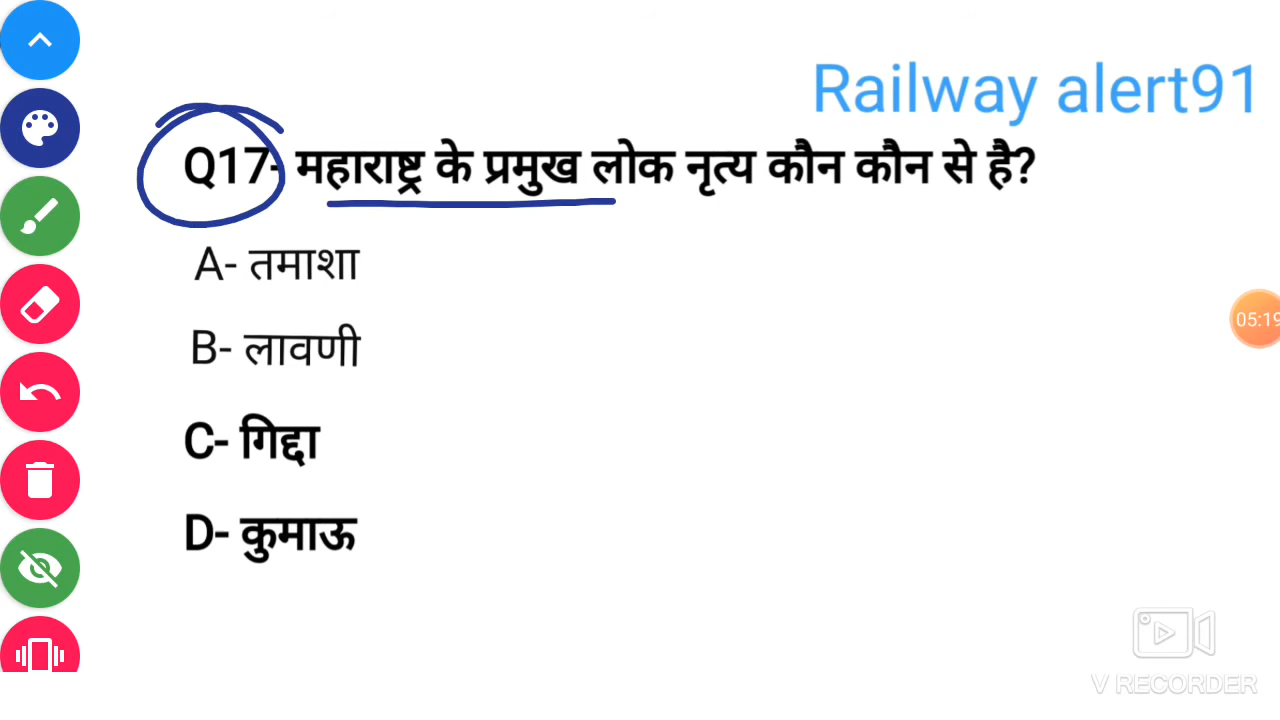 Railway alert91
Q17- महाराष्ट्र के प्रमुख लोक नृत्य कौन कौन से है?
A- तमाशा
B- लावणी
05:19
C- गिद्दा
D- कुमाऊ
V RECORDER